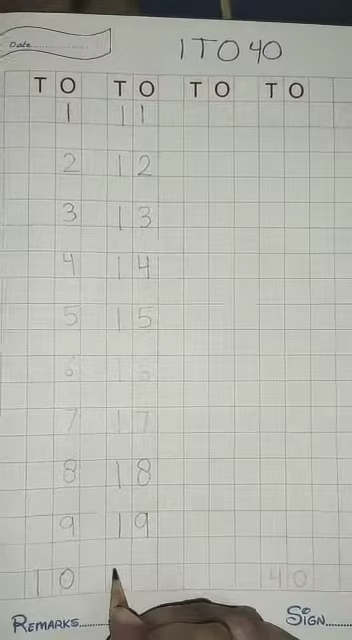 Date
1 TO 40
T O T O T O T O
1 11
2 12
3 13
4 14
5 15
6 16
7 17
8 18
9 19
10 40
REMARKS
SIGN